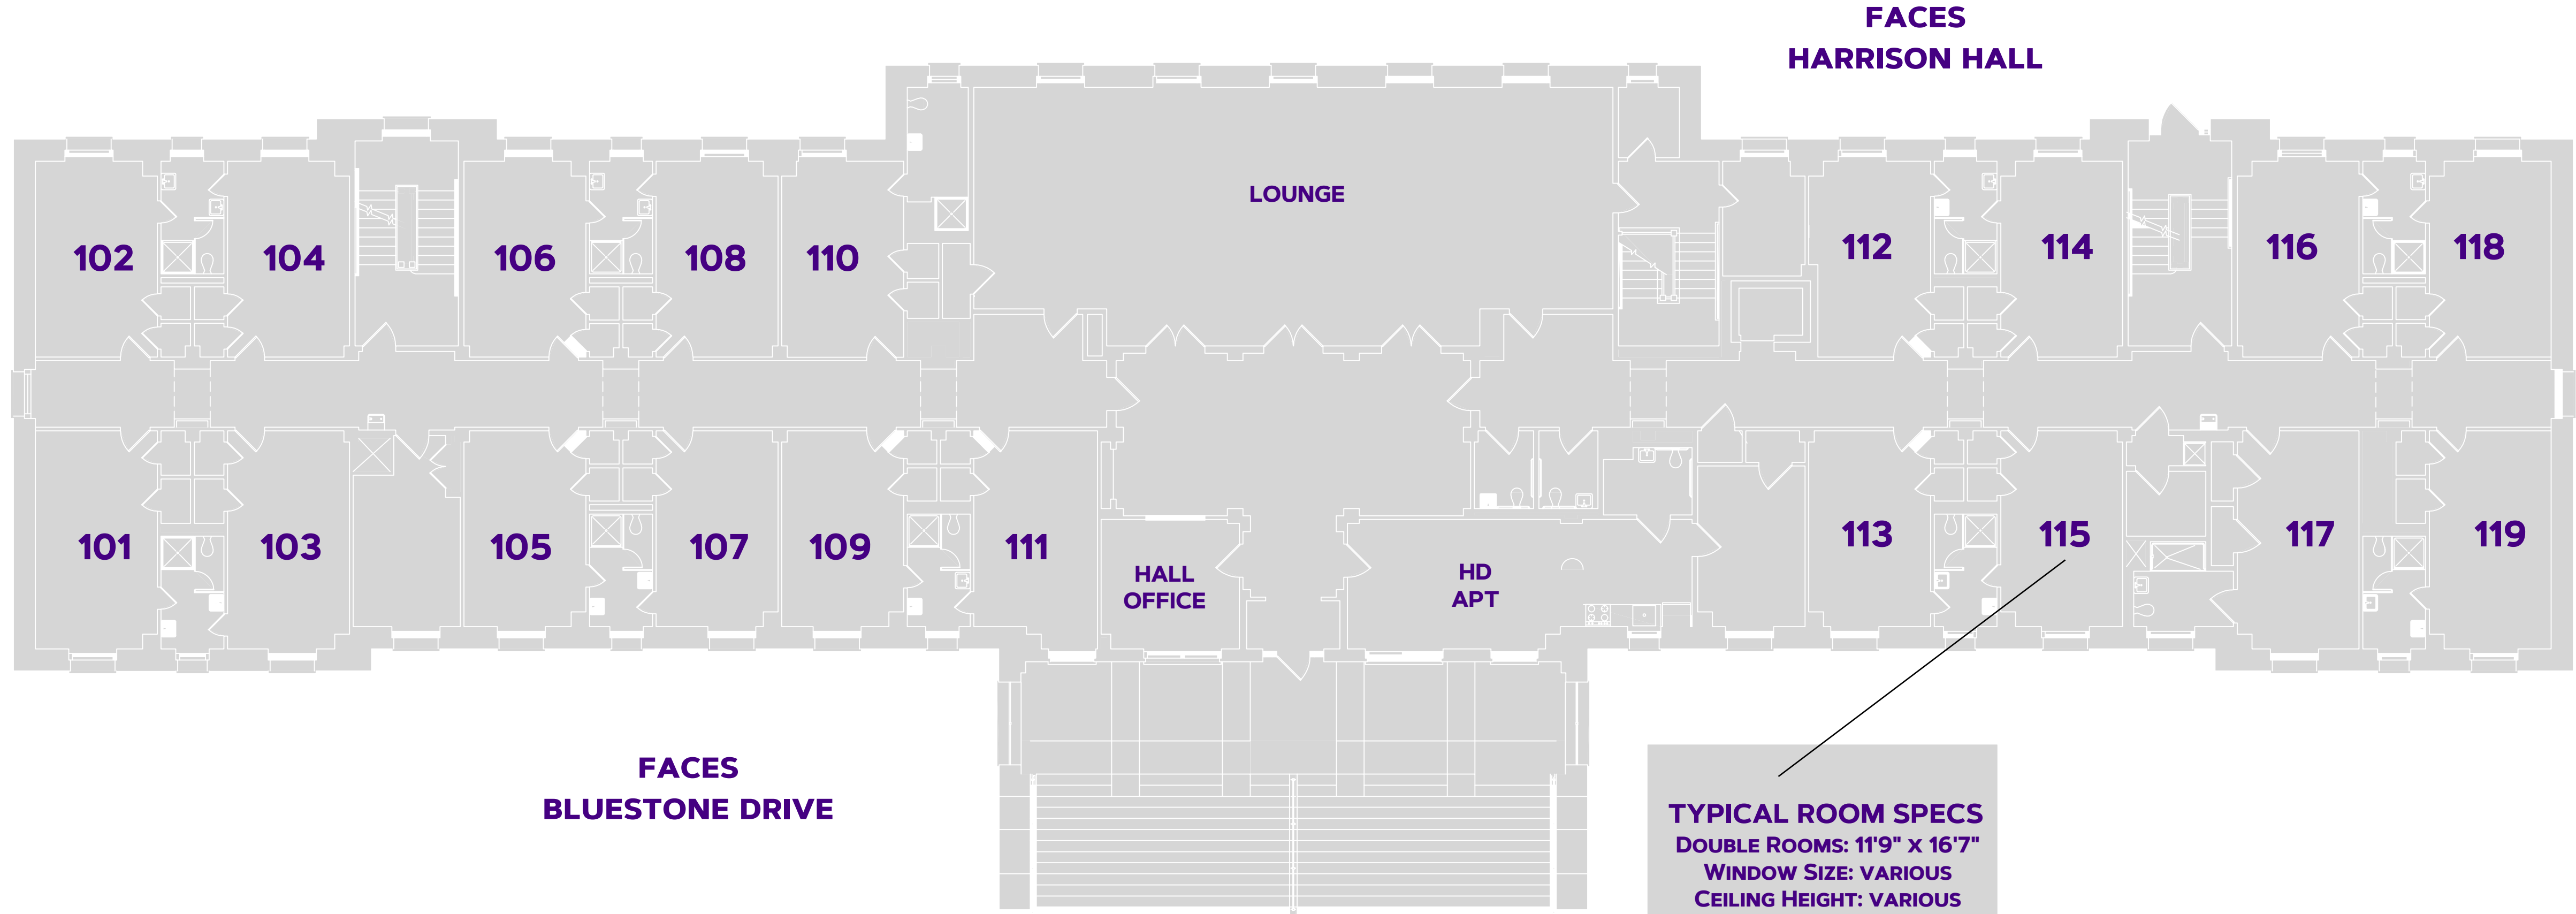 FACES
HARRISON HALL
LOUNGE
102
104
106
108
110
112
114
116
118
101
103
105
107
109
111
HALL
OFFICE
HD
APT
113
115
117
119
FACES
BLUESTONE DRIVE
TYPICAL ROOM SPECS
DOUBLE ROOMS: 11'9" X 16'7"
WINDOW SIZE: VARIOUS
CEILING HEIGHT: VARIOUS